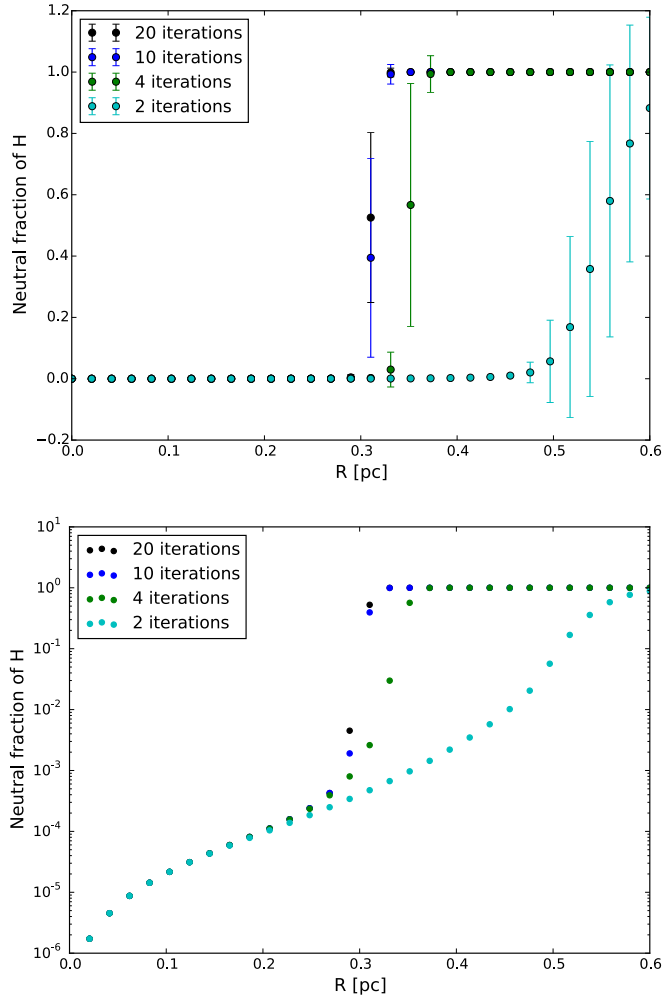 1.2
1.0
0.8
0.6
0.4
0.2
0.0
−0.2
Neutral fraction of H
20 iterations
10 iterations
4 iterations
2 iterations
0.0 0.1 0.2 0.3 0.4 0.5 0.6
R [pc]
10^1
10^0
10^-1
10^-2
10^-3
10^-4
10^-5
10^-6
Neutral fraction of H
20 iterations
10 iterations
4 iterations
2 iterations
0.0 0.1 0.2 0.3 0.4 0.5 0.6
R [pc]